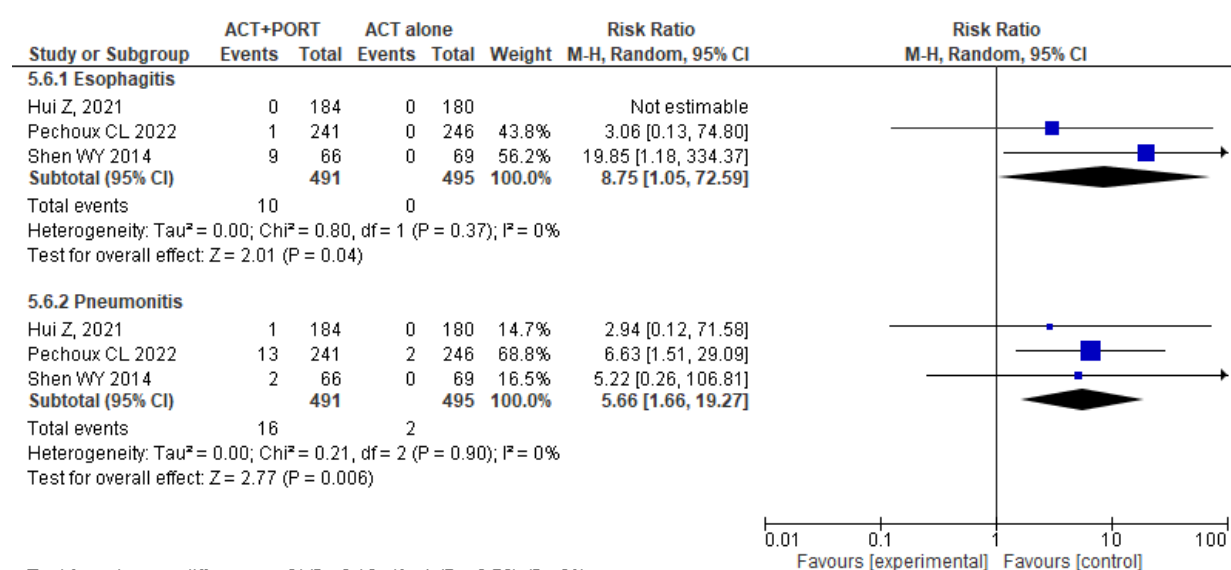 ACT+PORT ACT alone Risk Ratio Risk Ratio
Study or Subgroup Events Total Events Total Weight M-H, Random, 95% CI M-H, Random, 95% CI
5.6.1 Esophagitis
Hui Z, 2021 0 184 0 180 Not estimable
Pechoux CL 2022 1 241 0 246 43.8% 3.06 [0.13, 74.80]
Shen WY 2014 9 66 0 69 56.2% 19.85 [1.18, 334.37]
Subtotal (95% CI) 491 495 100.0% 8.75 [1.05, 72.59]
Total events 10 0
Heterogeneity: Tau² = 0.00; Chi² = 0.80, df = 1 (P = 0.37); I² = 0%
Test for overall effect: Z = 2.01 (P = 0.04)
5.6.2 Pneumonitis
Hui Z, 2021 1 184 0 180 14.7% 2.94 [0.12, 71.58]
Pechoux CL 2022 13 241 2 246 68.8% 6.63 [1.51, 29.09]
Shen WY 2014 2 66 0 69 16.5% 5.22 [0.26, 106.81]
Subtotal (95% CI) 491 495 100.0% 5.66 [1.66, 19.27]
Total events 16 2
Heterogeneity: Tau² = 0.00; Chi² = 0.21, df = 2 (P = 0.90); I² = 0%
Test for overall effect: Z = 2.77 (P = 0.006)
0.01 0.1 1 10 100
Favours [experimental] Favours [control]